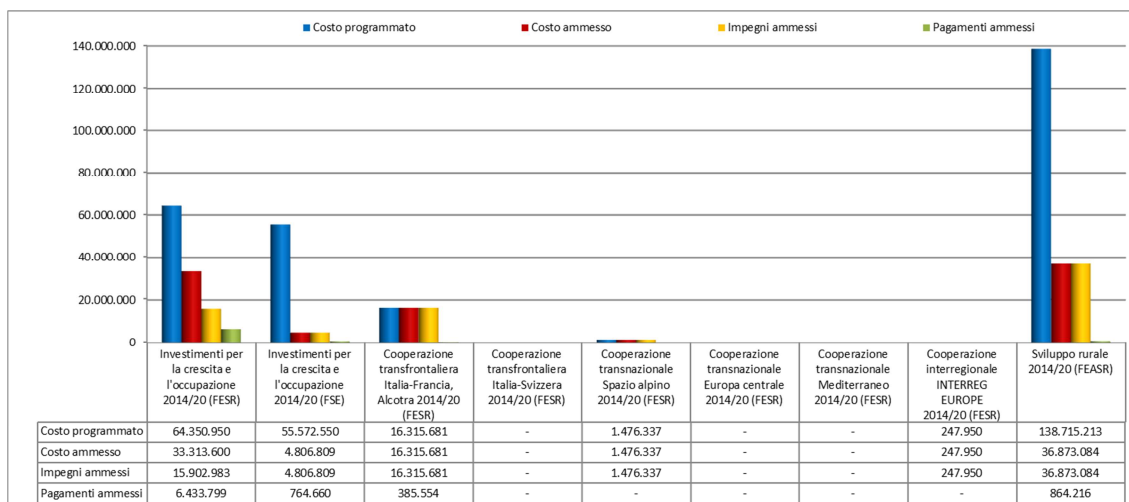 Costo programmato Costo ammesso Impegni ammessi Pagamenti ammessi
140.000.000
120.000.000
100.000.000
80.000.000
60.000.000
40.000.000
20.000.000
0
Investimenti per la crescita e l'occupazione 2014/20 (FESR)
Investimenti per la crescita e l'occupazione 2014/20 (FSE)
Cooperazione transfrontaliera Italia-Francia, Alcotra 2014/20 (FESR)
Cooperazione transfrontaliera Italia-Svizzera 2014/20 (FESR)
Cooperazione transnazionale Spazio alpino 2014/20 (FESR)
Cooperazione transnazionale Europa centrale 2014/20 (FESR)
Cooperazione transnazionale Mediterraneo 2014/20 (FESR)
Cooperazione interregionale INTERREG EUROPE 2014/20 (FESR)
Sviluppo rurale 2014/20 (FEASR)
Costo programmato 64.350.950 55.572.550 16.315.681 - 1.476.337 - - 247.950 138.715.213
Costo ammesso 33.313.600 4.806.809 16.315.681 - 1.476.337 - - 247.950 36.873.084
Impegni ammessi 15.902.983 4.806.809 16.315.681 - 1.476.337 - - 247.950 36.873.084
Pagamenti ammessi 6.433.799 764.660 385.554 - - - - - 864.216